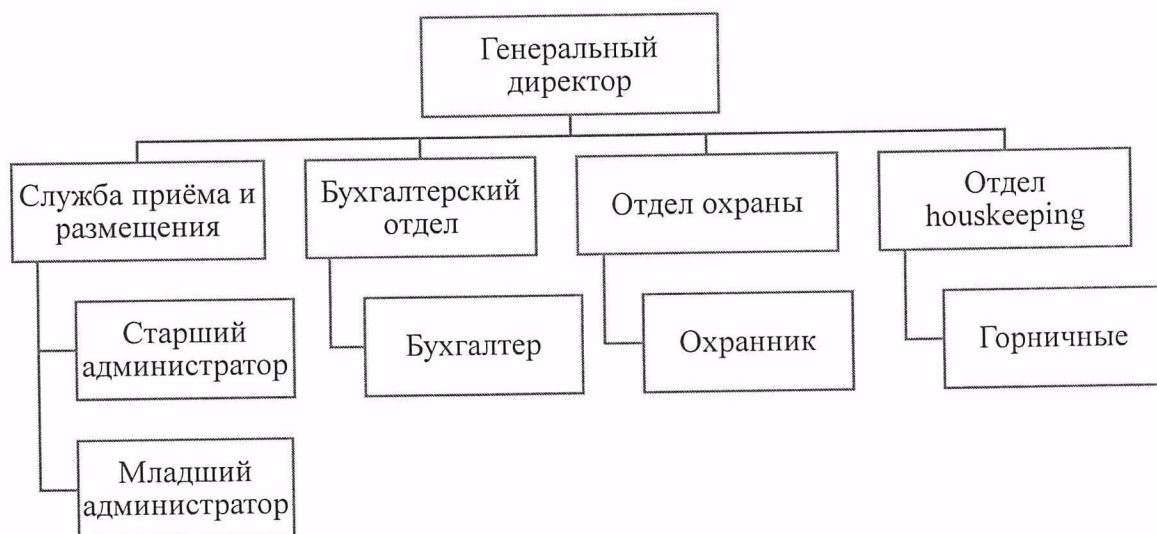 Генеральный
директор
Служба приёма и
размещения
Бухгалтерский
отдел
Отдел охраны
Отдел
houskeeping
Старший
администратор
Бухгалтер
Охранник
Горничные
Младший
администратор